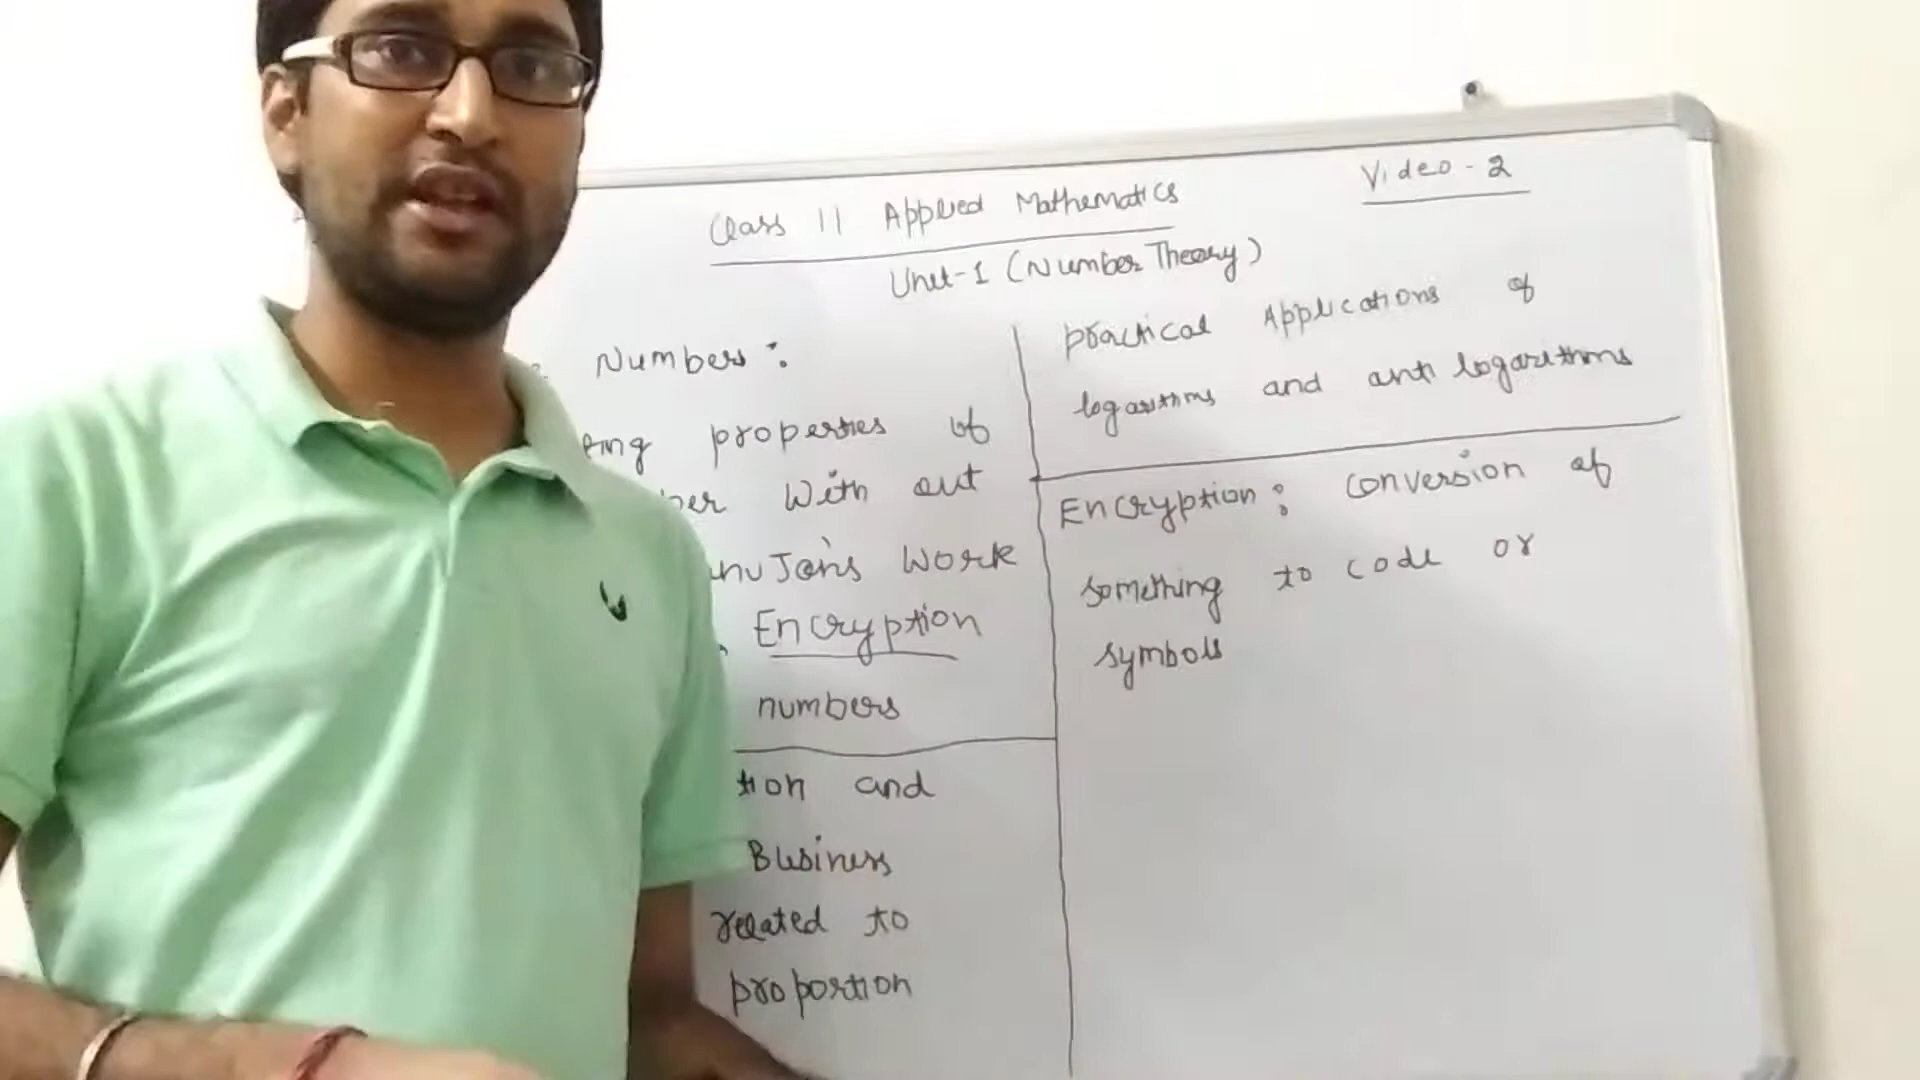 Class 11 Applied Mathematics
Video - 2
Unit-1 (Number Theory)
Numbers :
properties of
With out
Work
Encryption
numbers
and
Business
related to
proportion
practical Applications of
logarithms and anti logarithms
Encryption : Conversion of
something to code or
symbols